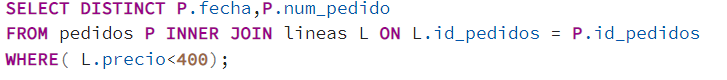 SELECT DISTINCT P.fecha,P.num_pedido
FROM pedidos P INNER JOIN lineas L ON L.id_pedidos = P.id_pedidos
WHERE( L.precio<400);